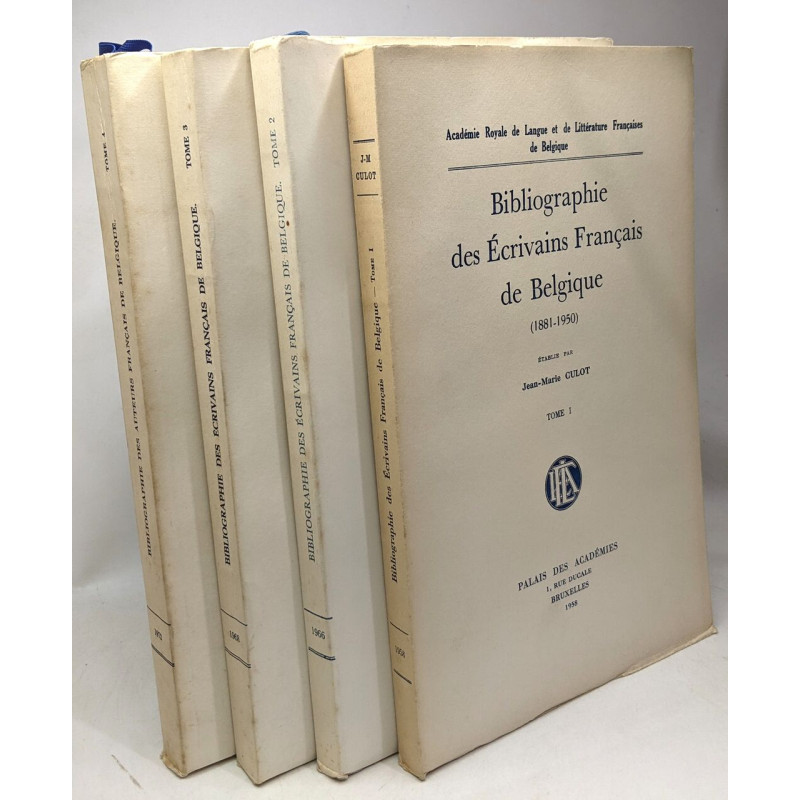 BIBLIOGRAPHIE DES AUTEURS FRANÇAIS DE BELGIQUE. TOME 4
BIBLIOGRAPHIE DES ÉCRIVAINS FRANÇAIS DE BELGIQUE. TOME 3
1968
BIBLIOGRAPHIE DES ÉCRIVAINS FRANÇAIS DE BELGIQUE. TOME 2
1966
J-M
CULOT
Bibliographie des Écrivains Français de Belgique — TOME I
1958
Académie Royale de Langue et de Littérature Françaises
de Belgique
Bibliographie
des Écrivains Français
de Belgique
(1881-1950)
ÉTABLIE PAR
Jean-Marie CULOT
TOME I
PALAIS DES ACADÉMIES
1, RUE DUCALE
BRUXELLES
1958